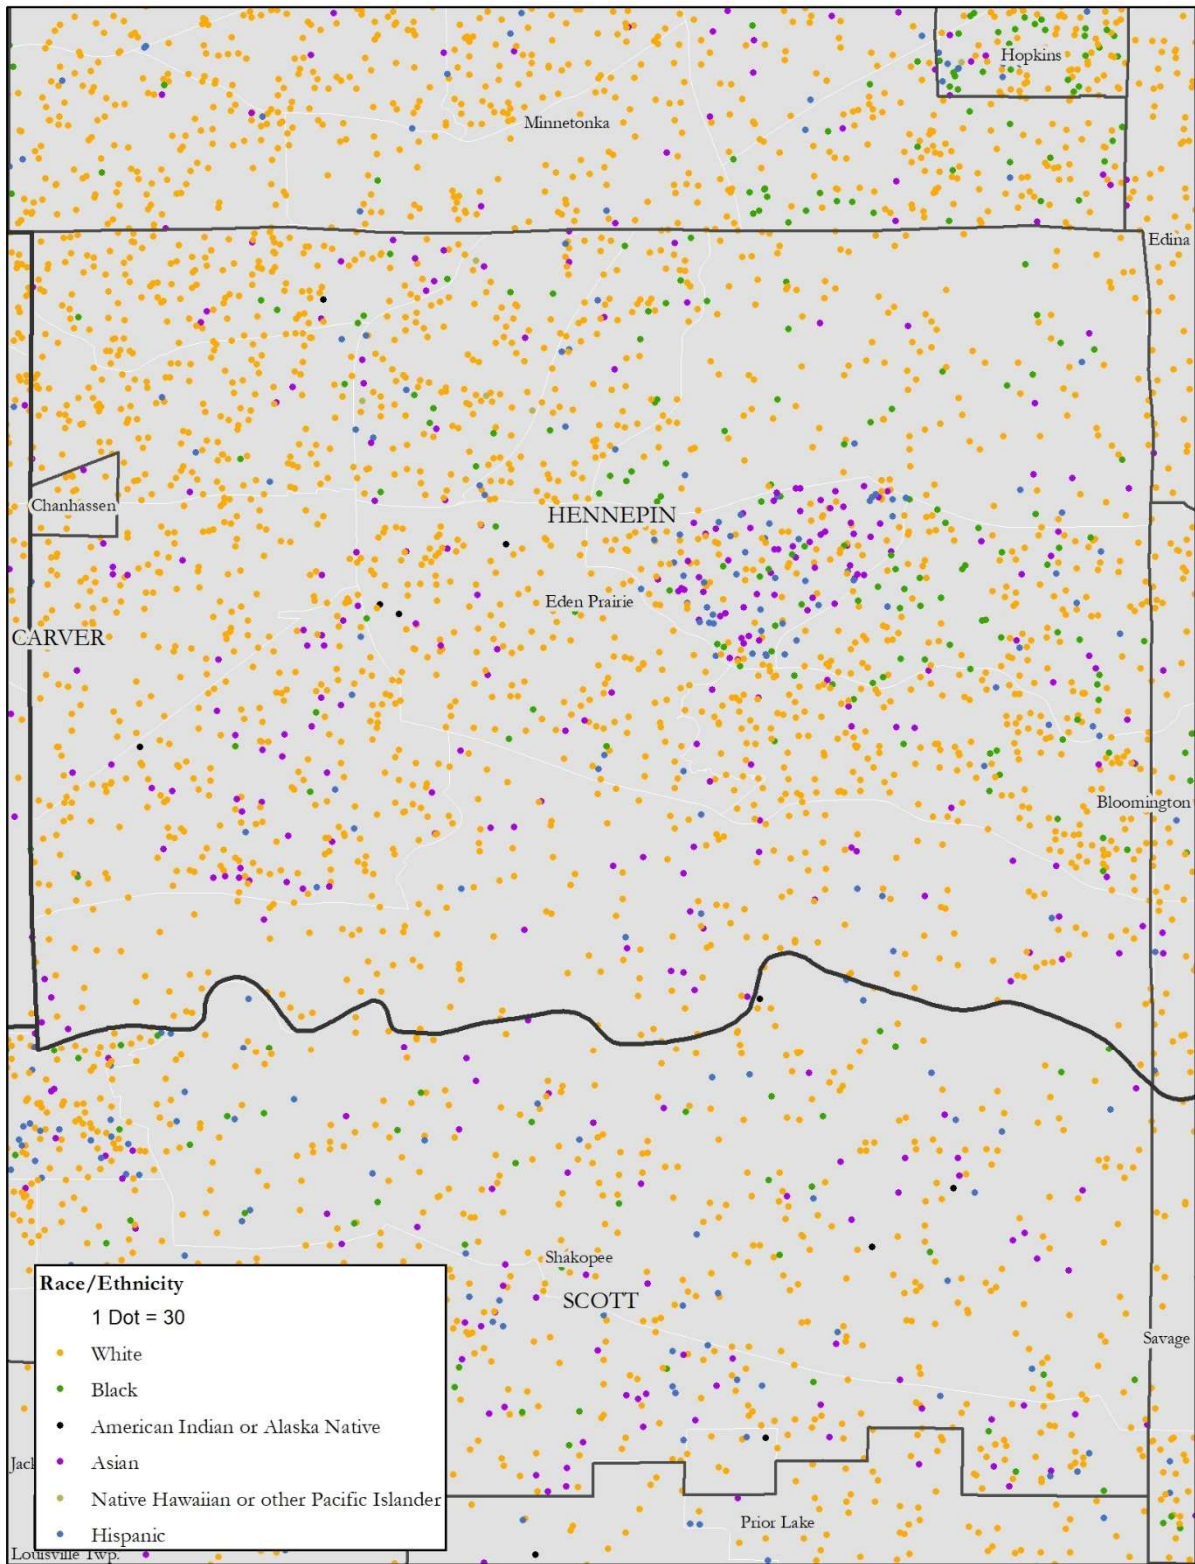 Hopkins
Minnetonka
Edina
Chanhassen
HENNEPIN
Eden Prairie
CARVER
Bloomington
Shakopee
SCOTT
Savage
Race/Ethnicity
1 Dot = 30
White
Black
American Indian or Alaska Native
Asian
Native Hawaiian or other Pacific Islander
Hispanic
Prior Lake
Louisville Twp.